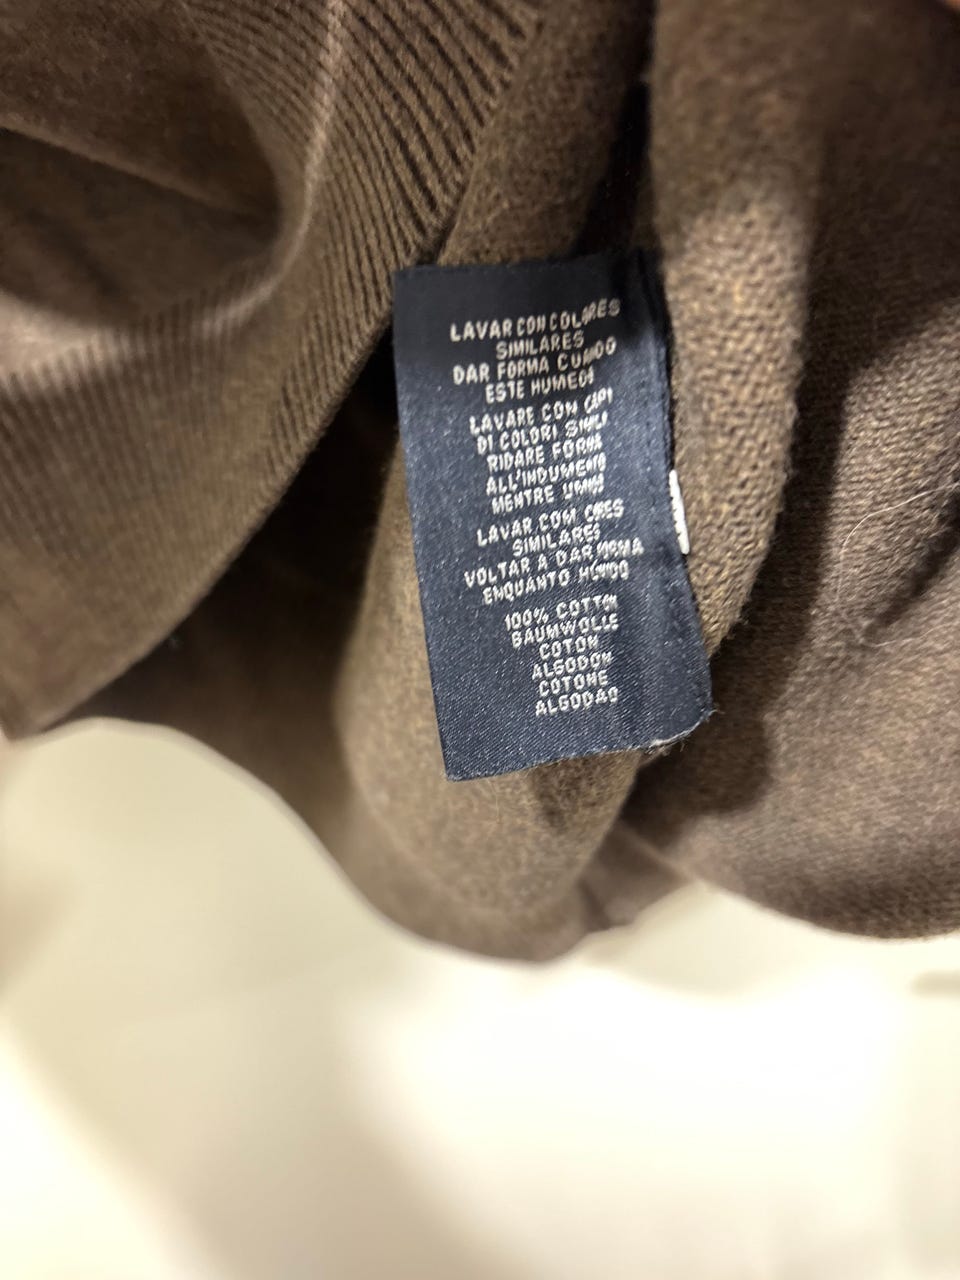 LAVAR CON COLORES
SIMILARES
DAR FORMA CUANDO
ESTE HUMEDO
LAVARE CON CAPI
DI COLORI SIMILI
RIDARE FORMA
ALL'INDUMENTO
MENTRE UMIDO
LAVAR COM CORES
SIMILARES
VOLTAR A DAR FORMA
ENQUANTO HUMIDO
100% COTTON
BAUMWOLLE
COTON
ALGODON
COTONE
ALGODAO